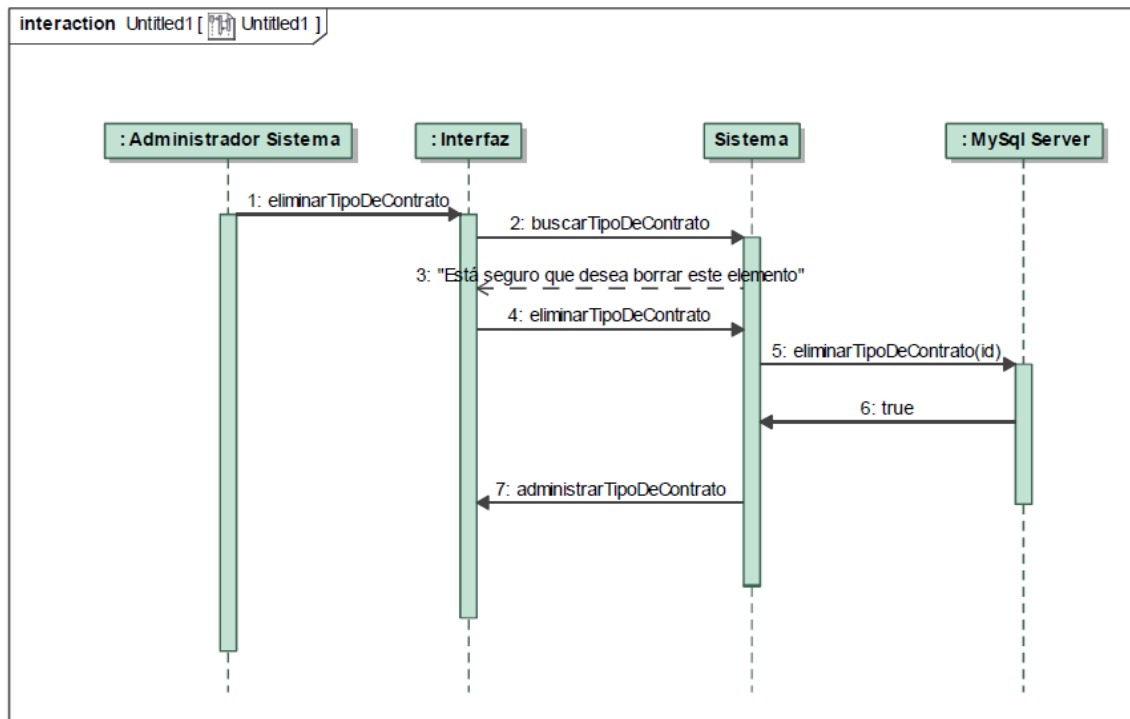 interaction Untitled1 [ Untitled1 ]
: Administrador Sistema
: Interfaz
Sistema
: MySql Server
1: eliminarTipoDeContrato
2: buscarTipoDeContrato
3: "Está seguro que desea borrar este elemento"
4: eliminarTipoDeContrato
5: eliminarTipoDeContrato(id)
6: true
7: administrarTipoDeContrato